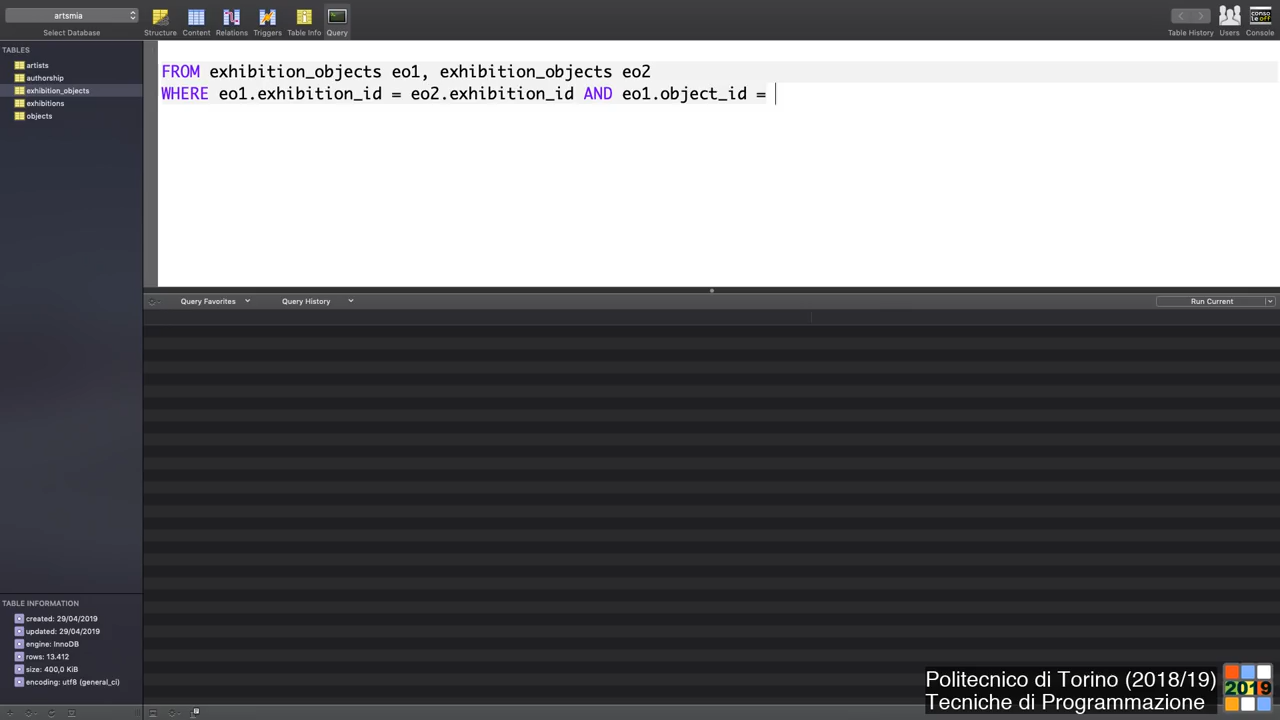 artsmia
Select Database
Structure
Content
Relations
Triggers
Table Info
Query
Table History
Users
conso
le off
Console
TABLES
artists
authorship
exhibition_objects
exhibitions
objects
FROM exhibition_objects eo1, exhibition_objects eo2
WHERE eo1.exhibition_id = eo2.exhibition_id AND eo1.object_id =
Query Favorites
Query History
Run Current
TABLE INFORMATION
created: 29/04/2019
updated: 29/04/2019
engine: InnoDB
rows: 13.412
size: 400,0 KiB
encoding: utf8 (general_ci)
Politecnico di Torino (2018/19)
Tecniche di Programmazione
2019